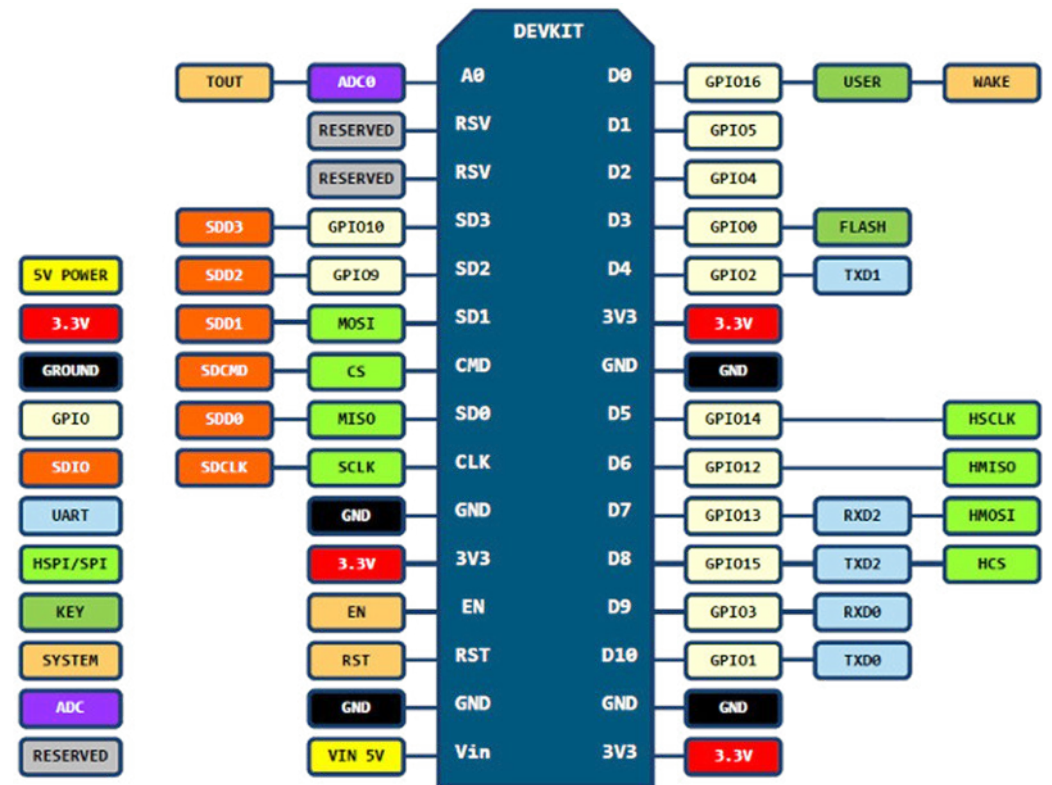 DEVKIT
TOUT ADC0 A0 D0 GPIO16 USER WAKE
RESERVED RSV D1 GPIO5
RESERVED RSV D2 GPIO4
SDD3 GPIO10 SD3 D3 GPIO0 FLASH
5V POWER SDD2 GPIO9 SD2 D4 GPIO2 TXD1
3.3V SDD1 MOSI SD1 3V3 3.3V
GROUND SDCMD CS CMD GND GND
GPIO SDD0 MISO SD0 D5 GPIO14 HSCLK
SDIO SDCLK SCLK CLK D6 GPIO12 HMISO
UART GND GND D7 GPIO13 RXD2 HMOSI
HSPI/SPI 3.3V 3V3 D8 GPIO15 TXD2 HCS
KEY EN EN D9 GPIO3 RXD0
SYSTEM RST RST D10 GPIO1 TXD0
ADC GND GND GND GND
RESERVED VIN 5V Vin 3V3 3.3V